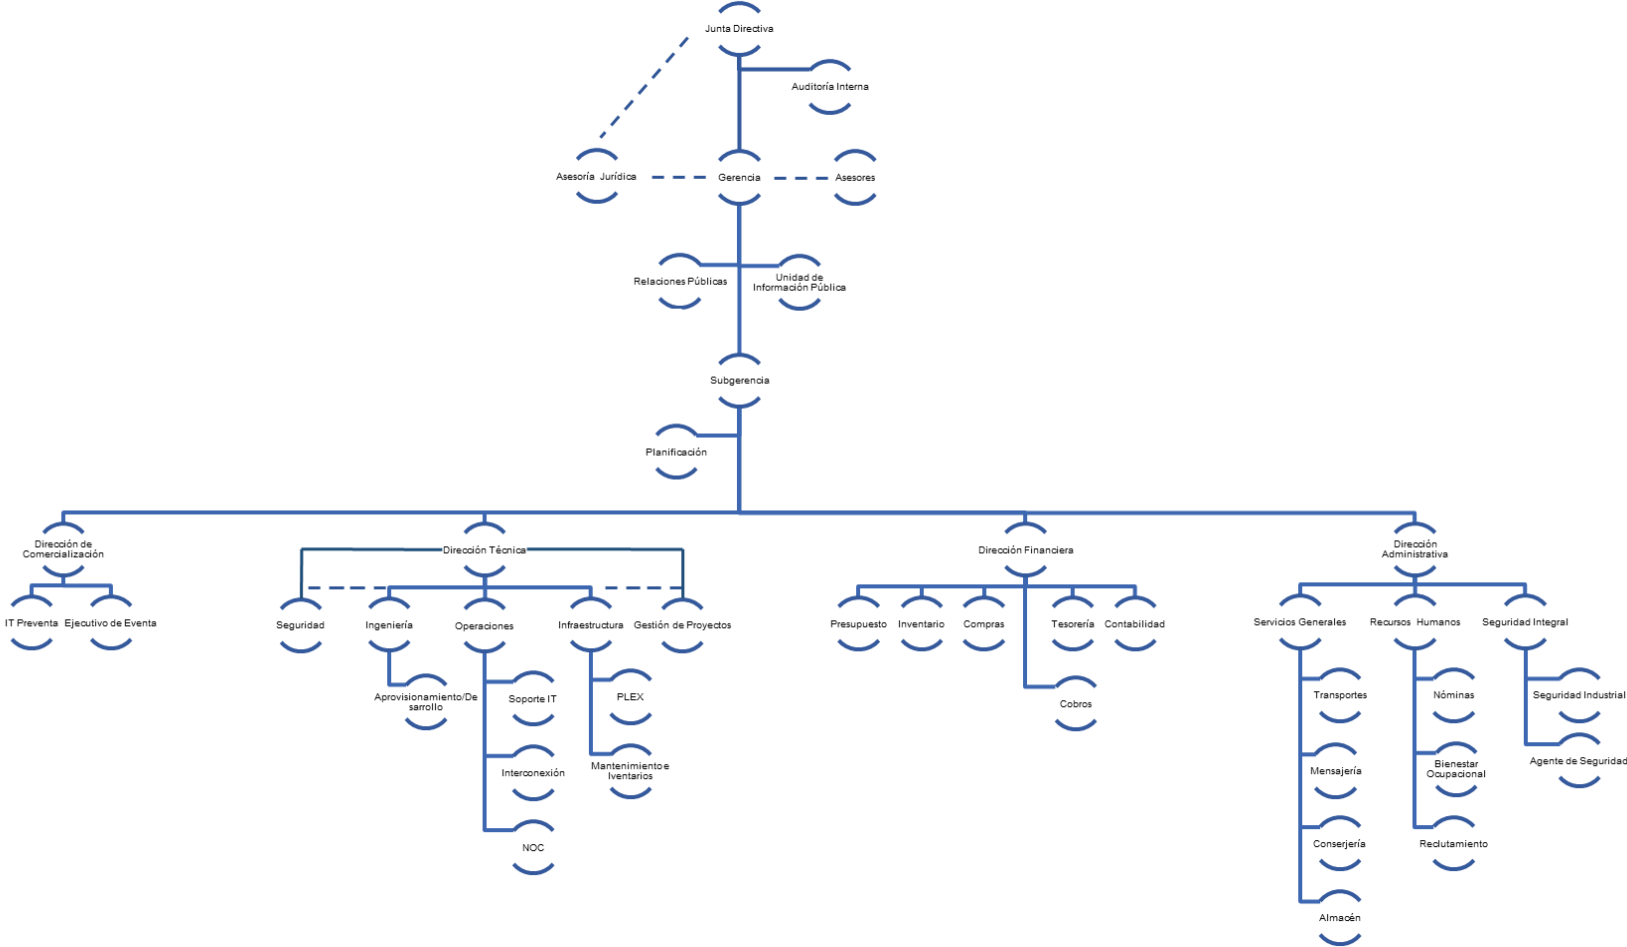 Junta Directiva
Auditoría Interna
Asesoría Jurídica
Gerencia
Asesores
Relaciones Públicas
Unidad de
Información Pública
Subgerencia
Planificación
Dirección de
Comercialización
Dirección Técnica
Dirección Financiera
Dirección
Administrativa
IT Preventa
Ejecutivo de Eventa
Seguridad
Ingeniería
Operaciones
Infraestructura
Gestión de Proyectos
Presupuesto
Inventario
Compras
Tesorería
Contabilidad
Servicios Generales
Recursos Humanos
Seguridad Integral
Aprovisionamiento/De
sarrollo
Soporte IT
PLEX
Cobros
Transportes
Nóminas
Seguridad Industrial
Interconexión
Mantenimiento e
Iventarios
Mensajería
Bienestar
Ocupacional
Agente de Seguridad
NOC
Conserjería
Reclutamiento
Almacén